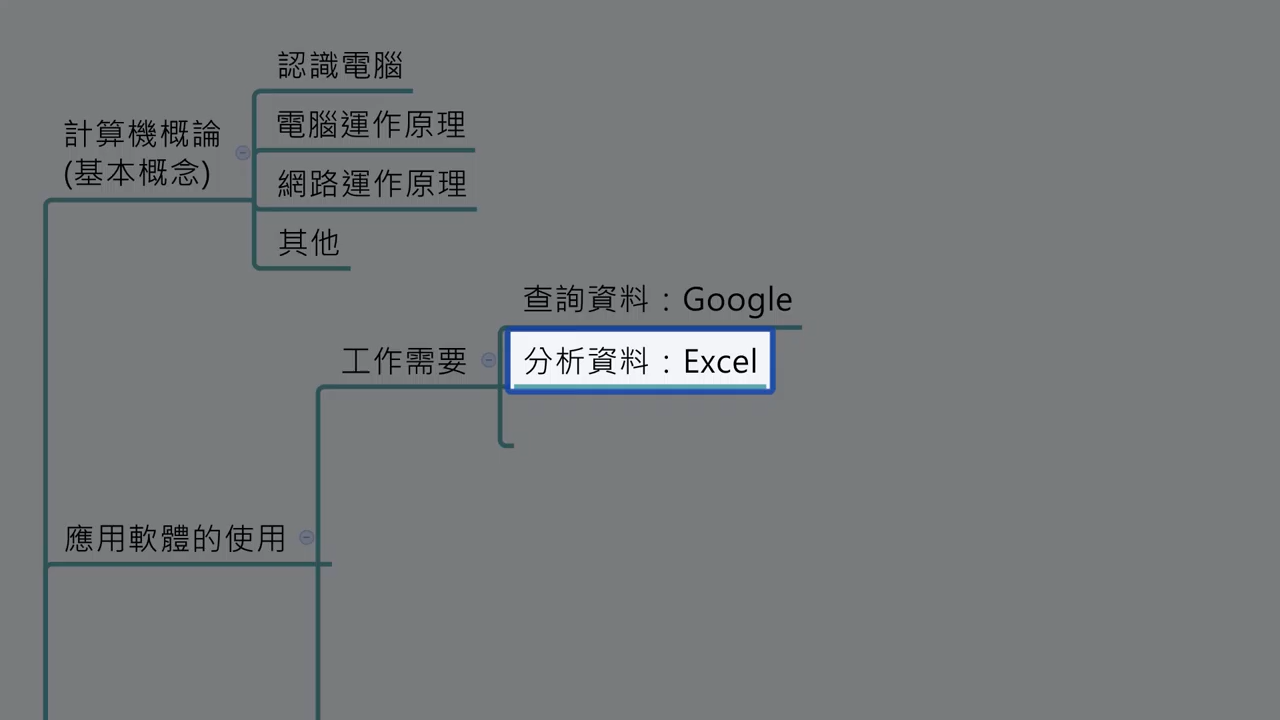 認識電腦
電腦運作原理
計算機概論
(基本概念)
網路運作原理
其他
查詢資料：Google
工作需要
分析資料：Excel
應用軟體的使用